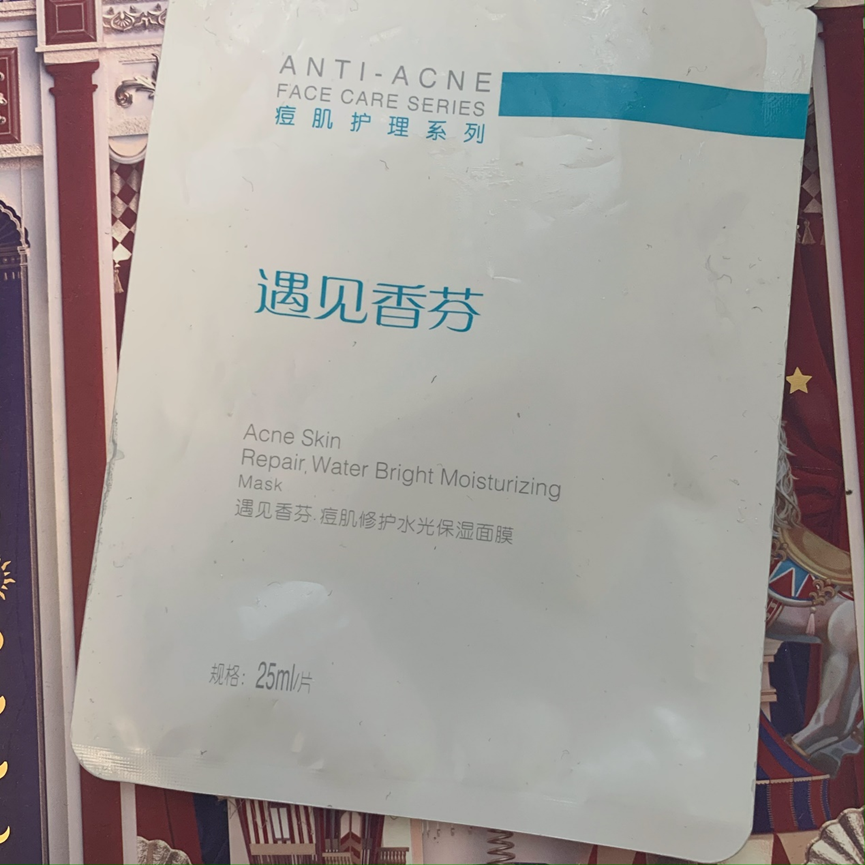 ANTI-ACNE
FACE CARE SERIES
痘肌护理系列
遇见香芬
Acne Skin
Repair, Water Bright Moisturizing
Mask
遇见香芬.痘肌修护水光保湿面膜
规格：25ml/片